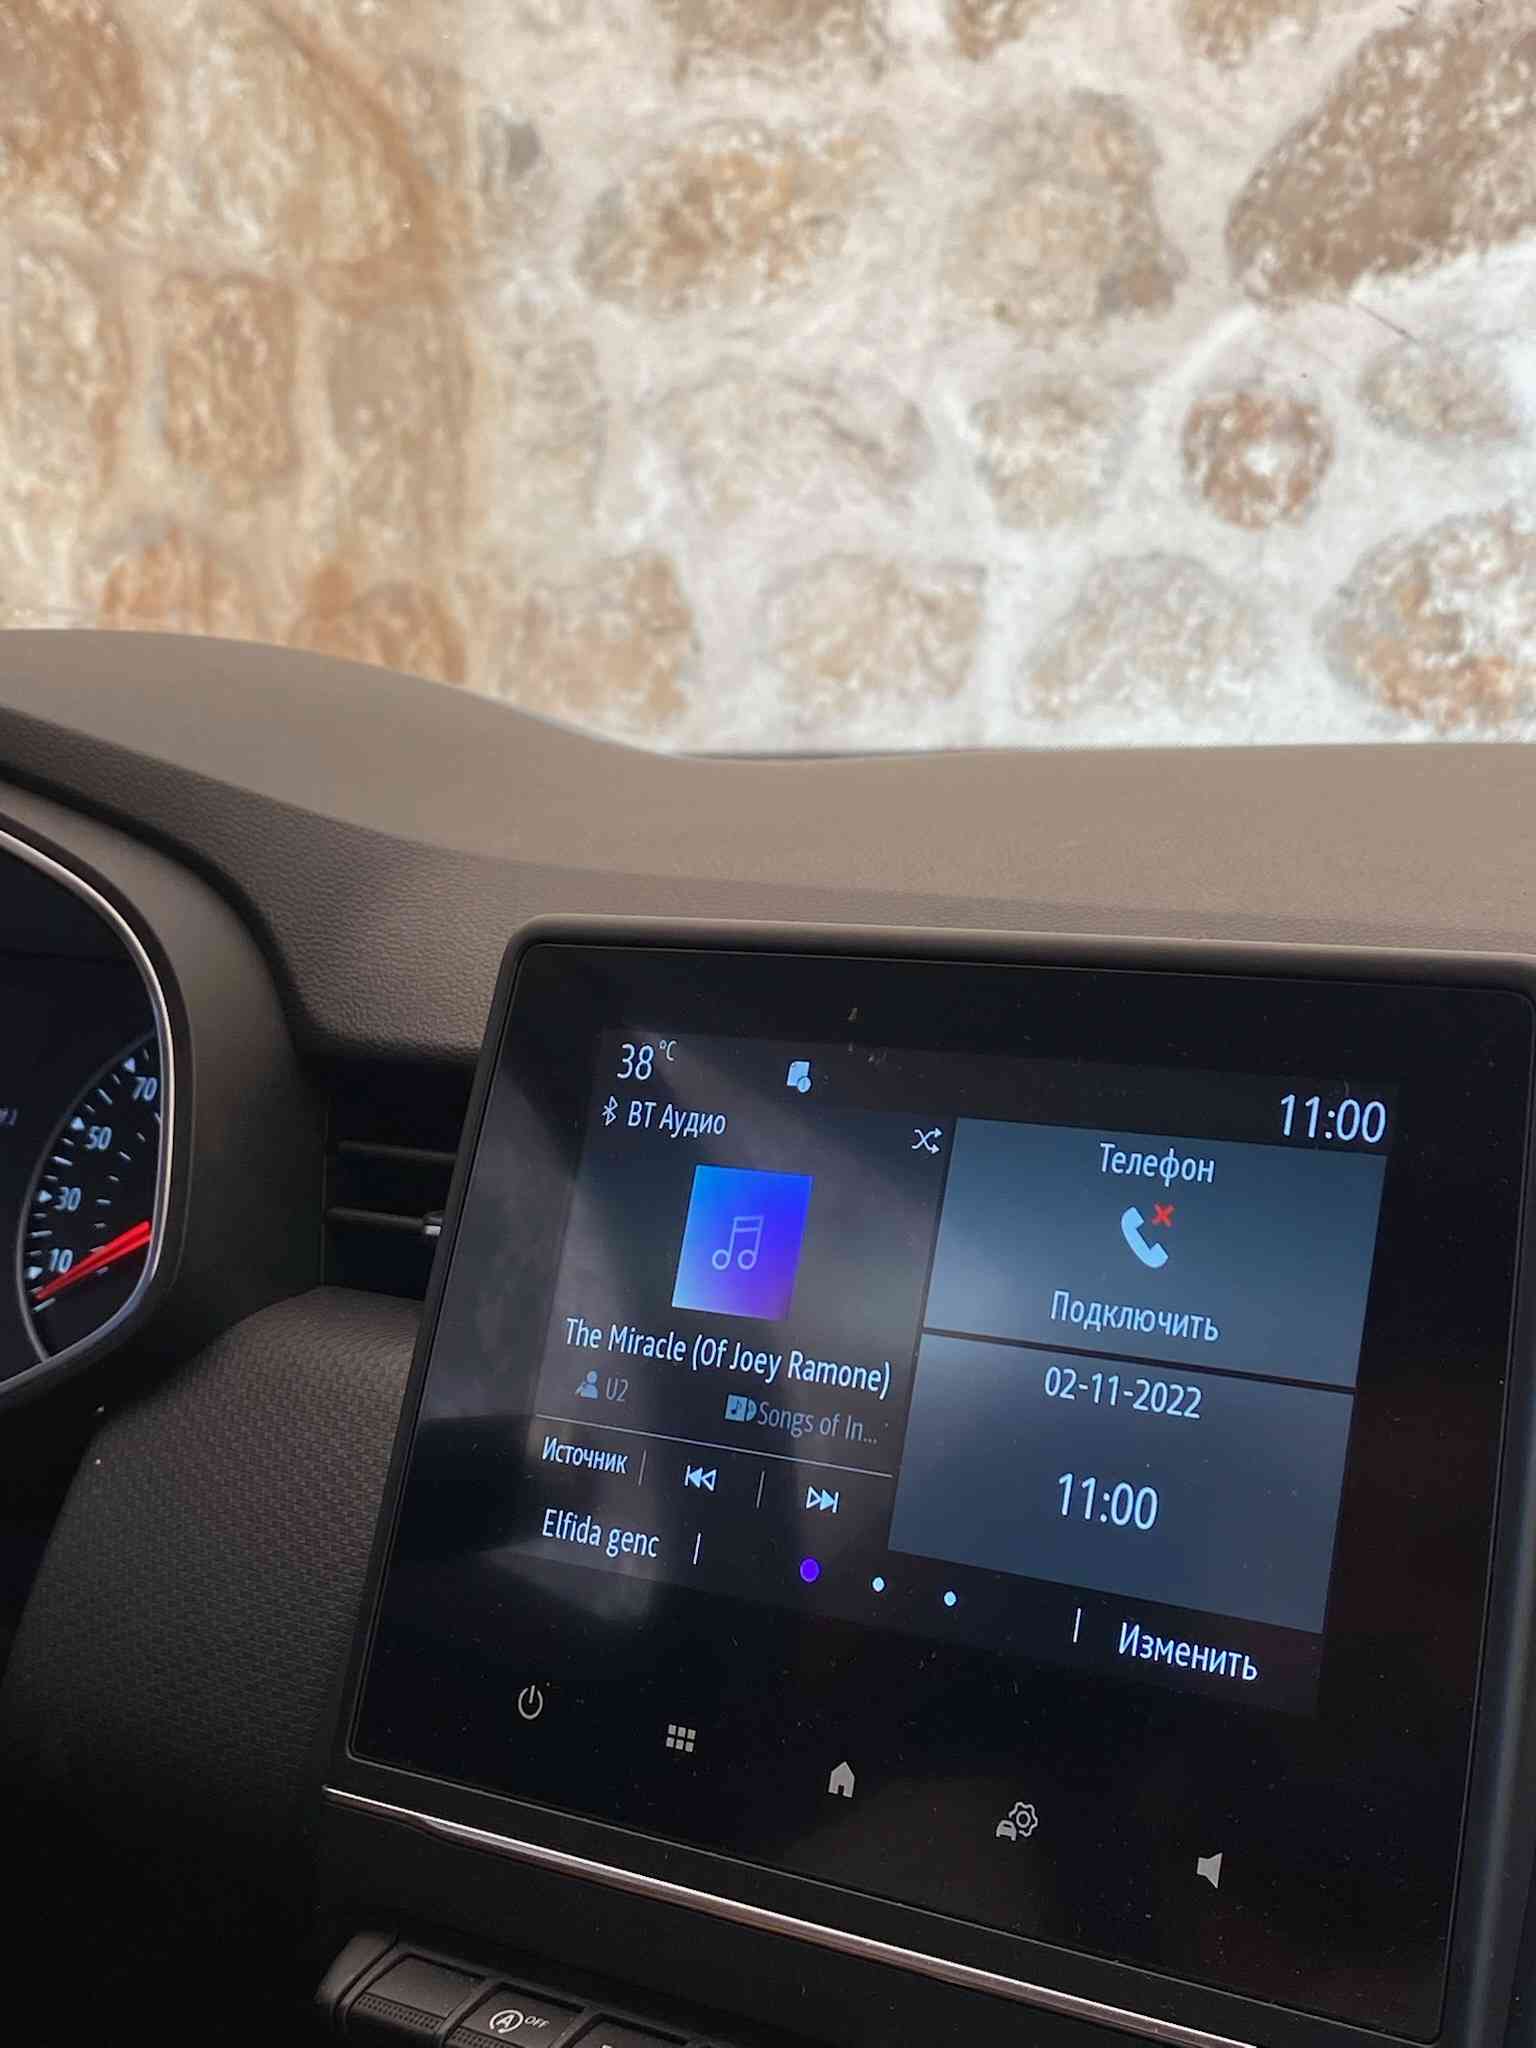 38 °C
11:00
BT Аудио
The Miracle (Of Joey Ramone)
U2
Songs of In...
Источник
Elfida genc
Телефон
Подключить
02-11-2022
11:00
Изменить
70
50
30
10
A OFF